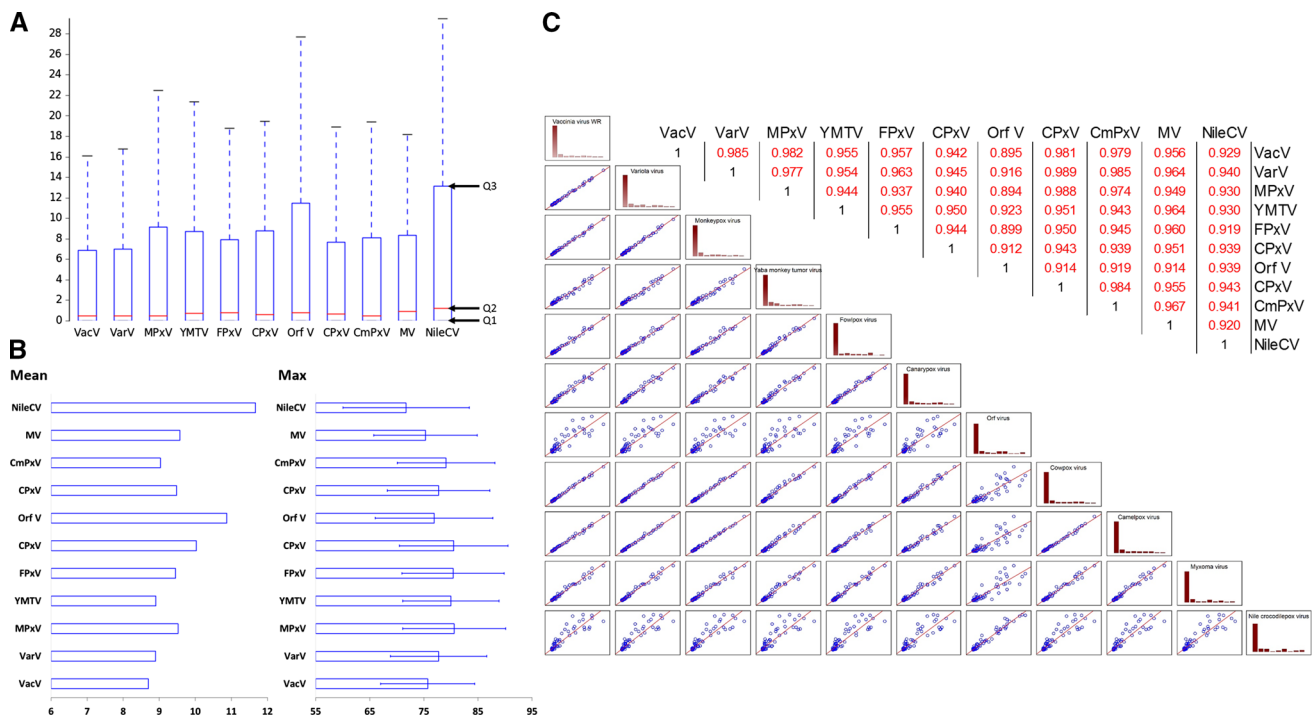 A
28
26
24
22
20
18
16
14
12
10
8
6
4
2
0
Q3
Q2
Q1
VacV VarV MPxV YMTV FPxV CPxV Orf V CPxV CmPxV MV NileCV
B
Mean
NileCV
MV
CmPxV
CPxV
Orf V
CPxV
FPxV
YMTV
MPxV
VarV
VacV
6 7 8 9 10 11 12
Max
NileCV
MV
CmPxV
CPxV
Orf V
CPxV
FPxV
YMTV
MPxV
VarV
VacV
55 65 75 85 95
C
VacV VarV MPxV YMTV FPxV CPxV Orf V CPxV CmPxV MV NileCV
1 0.985 0.982 0.955 0.957 0.942 0.895 0.981 0.979 0.956 0.929 VacV
1 0.977 0.954 0.963 0.945 0.916 0.989 0.985 0.964 0.940 VarV
1 0.944 0.937 0.940 0.894 0.988 0.974 0.949 0.930 MPxV
1 0.955 0.950 0.923 0.951 0.943 0.964 0.930 YMTV
1 0.944 0.899 0.950 0.945 0.960 0.919 FPxV
1 0.912 0.943 0.939 0.951 0.939 CPxV
1 0.914 0.919 0.914 0.939 Orf V
1 0.984 0.955 0.943 CPxV
1 0.967 0.941 CmPxV
1 0.920 MV
1 NileCV
Vaccinia virus WR
Variola virus
Monkeypox virus
Yaba monkey tumor virus
Fowlpox virus
Canarypox virus
Orf virus
Cowpox virus
Camelpox virus
Myxoma virus
Nile crocodilepox virus